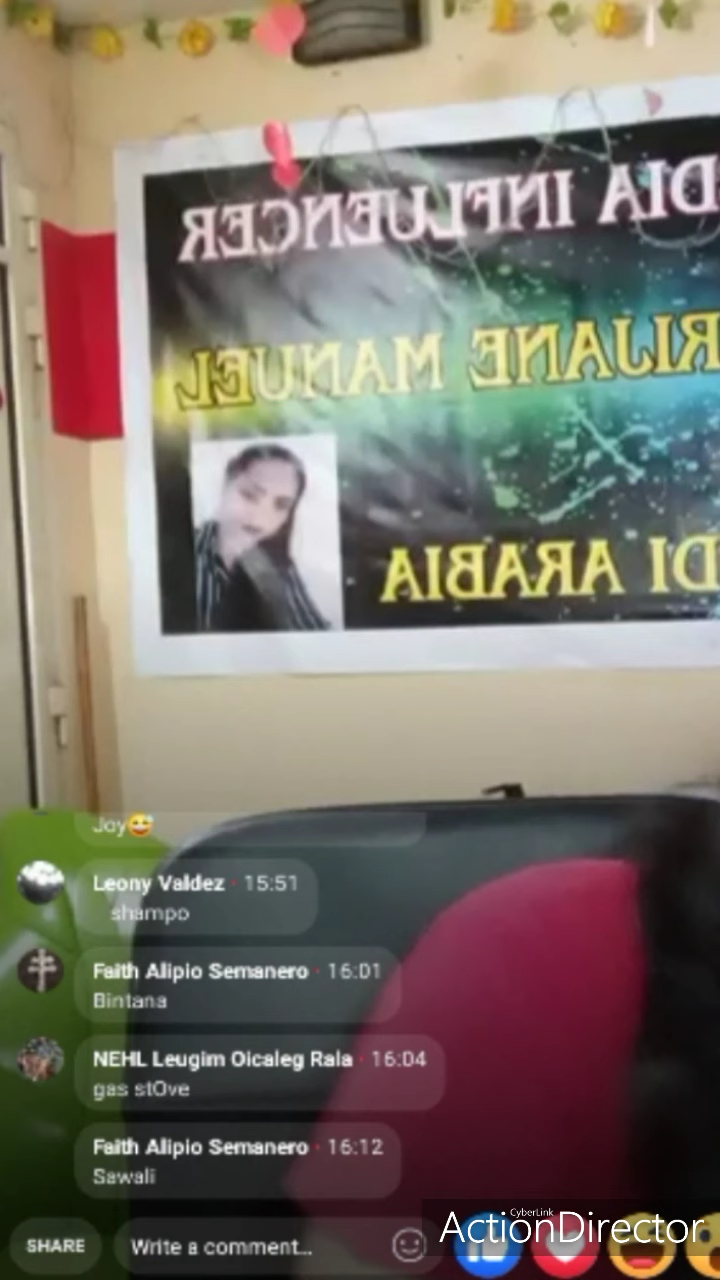 DIA INFLUENCER
RIJANE MANUEL
DI ARABIA
Joy😅
Leony Valdez · 15:51
shampo
Faith Alipio Semanero · 16:01
Bintana
NEHL Leugim Oicaleg Rala · 16:04
gas stOve
Faith Alipio Semanero · 16:12
Sawali
SHARE
Write a comment...
CyberLink
ActionDirector